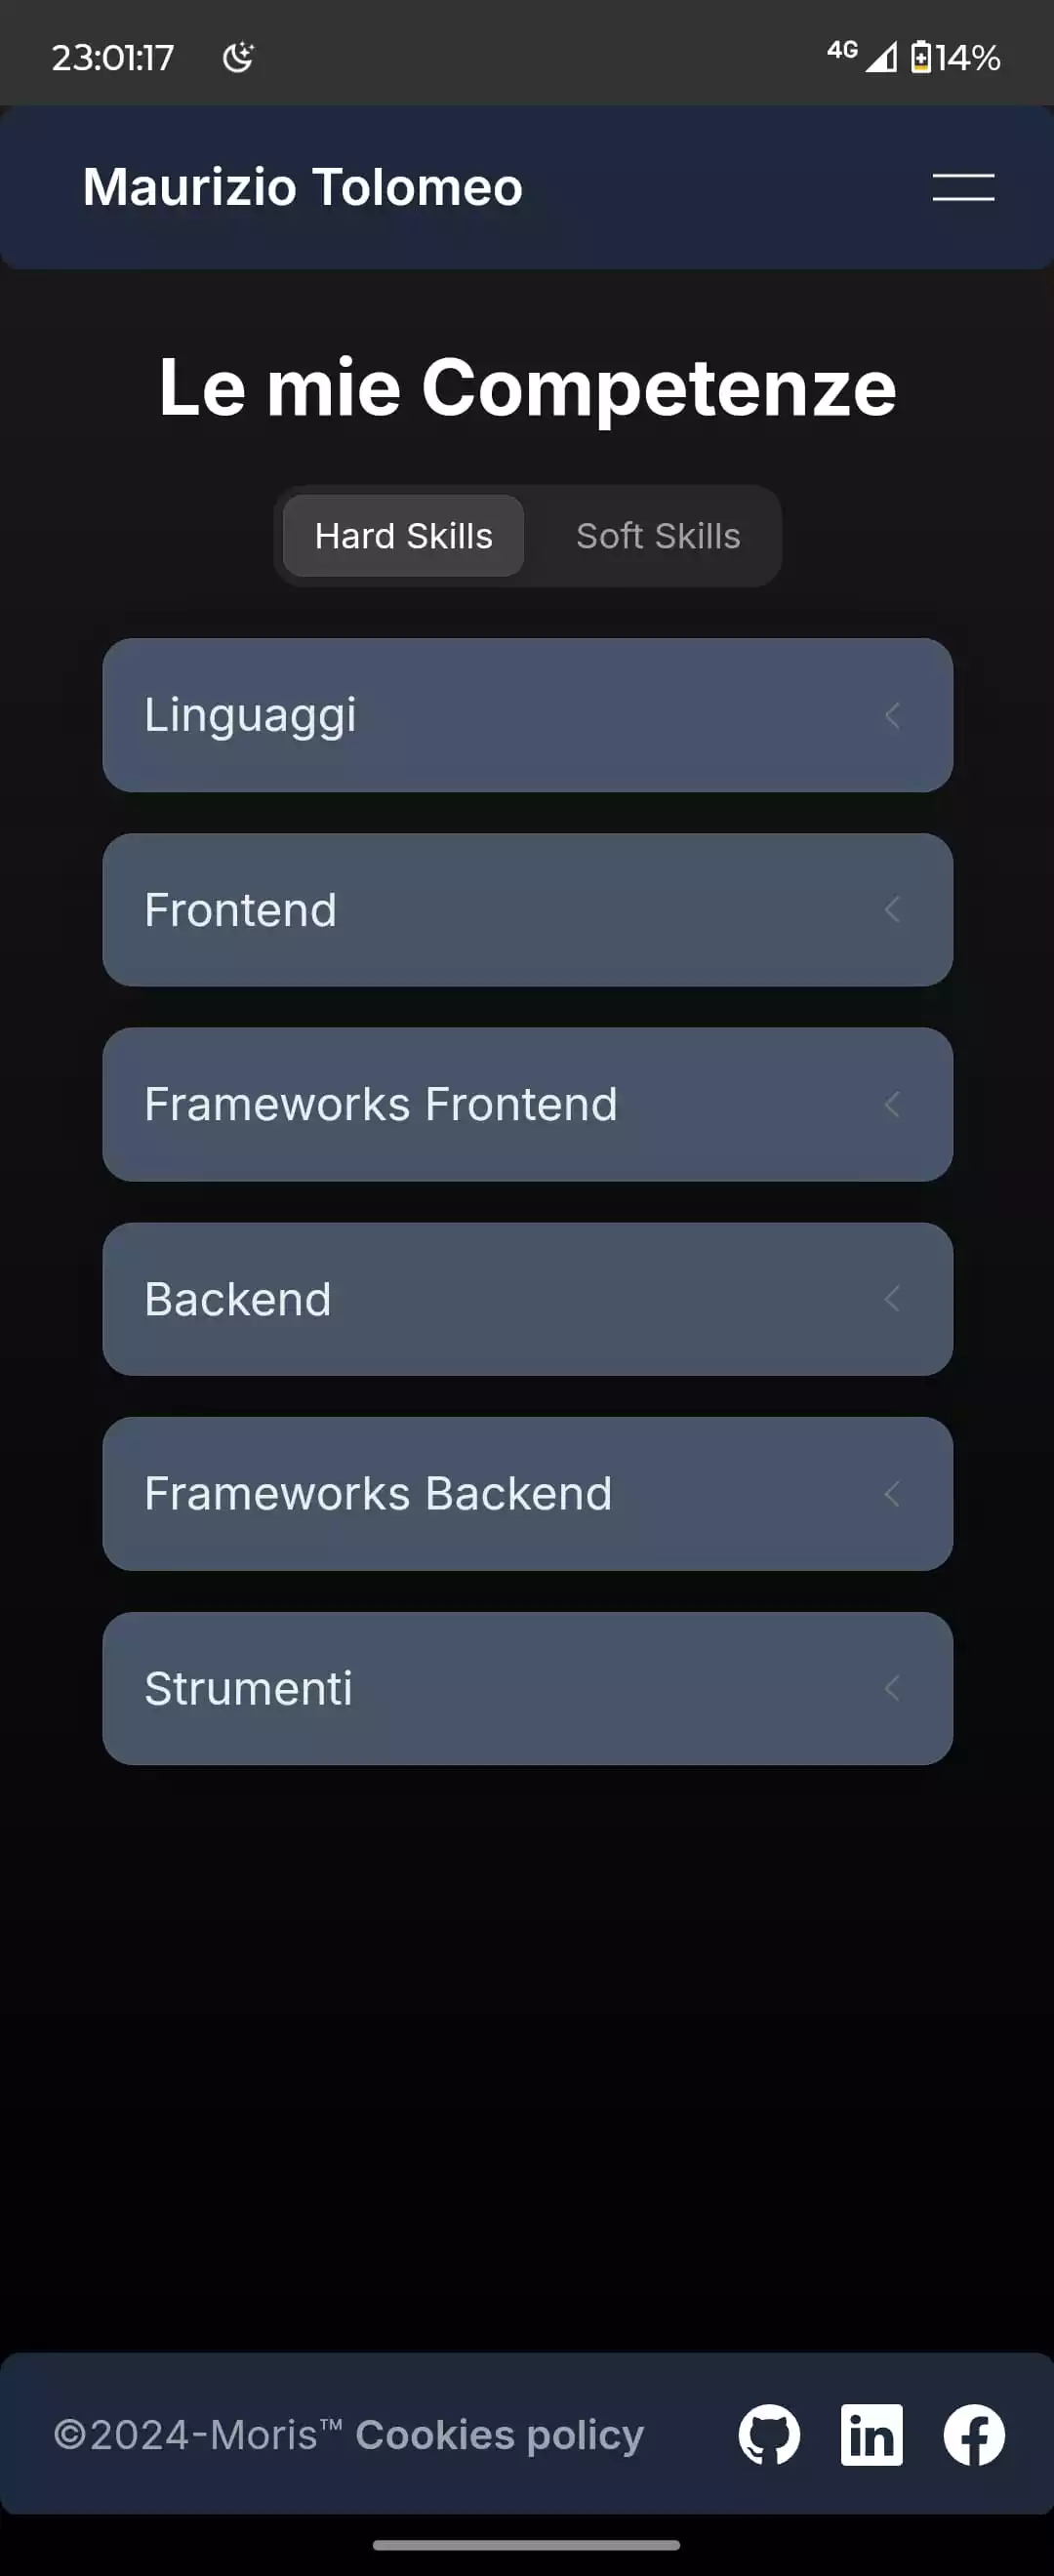 23:01:17 4G 14%
Maurizio Tolomeo
Le mie Competenze
Hard Skills Soft Skills
Linguaggi
Frontend
Frameworks Frontend
Backend
Frameworks Backend
Strumenti
©2024-Moris™ Cookies policy